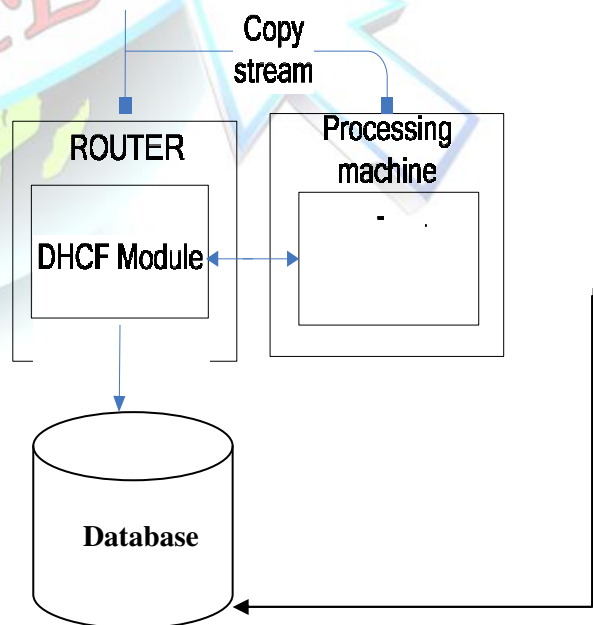 Copy
stream
ROUTER
Processing
machine
DHCF Module
Database